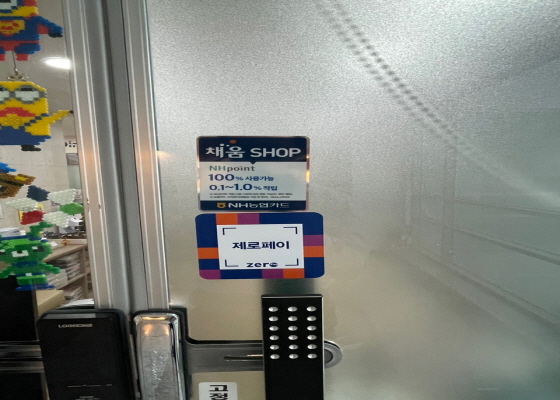 채움 SHOP
NHpoint
100% 사용가능
0.1~1.0% 적립
NH농협카드
제로페이
zero
고정